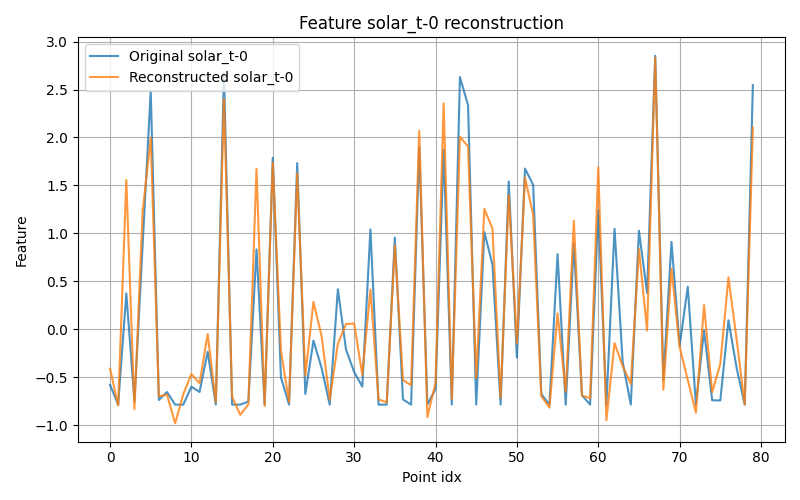 Feature solar_t-0 reconstruction
Original solar_t-0
Reconstructed solar_t-0
Feature
3.0
2.5
2.0
1.5
1.0
0.5
0.0
−0.5
−1.0
0 10 20 30 40 50 60 70 80
Point idx